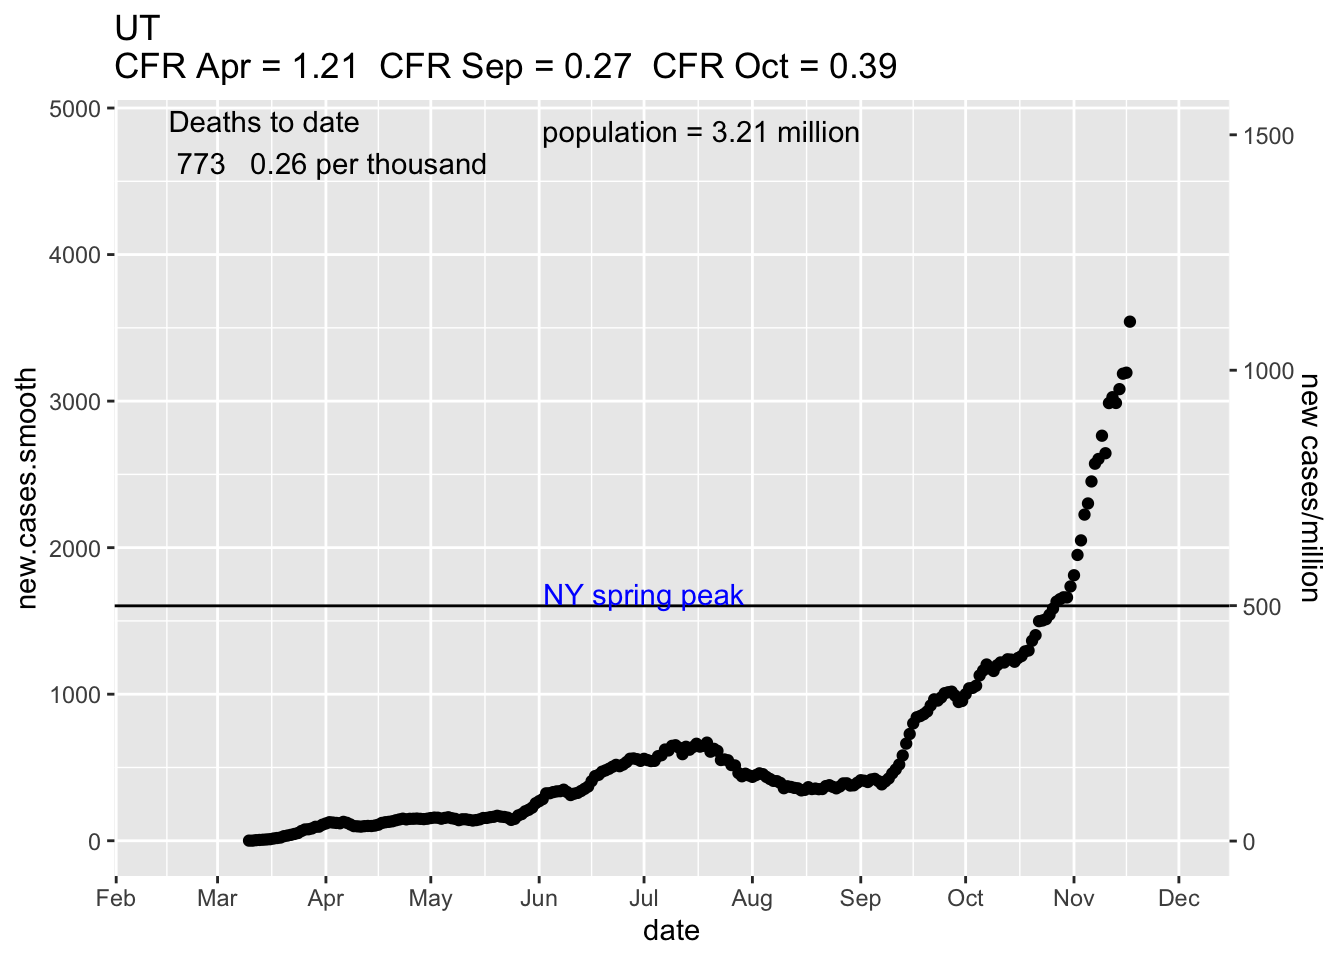 UT
CFR Apr = 1.21  CFR Sep = 0.27  CFR Oct = 0.39
Deaths to date
773   0.26 per thousand
population = 3.21 million
NY spring peak
new.cases.smooth
5000
4000
3000
2000
1000
0
1500
1000
500
0
new cases/million
Feb Mar Apr May Jun Jul Aug Sep Oct Nov Dec
date